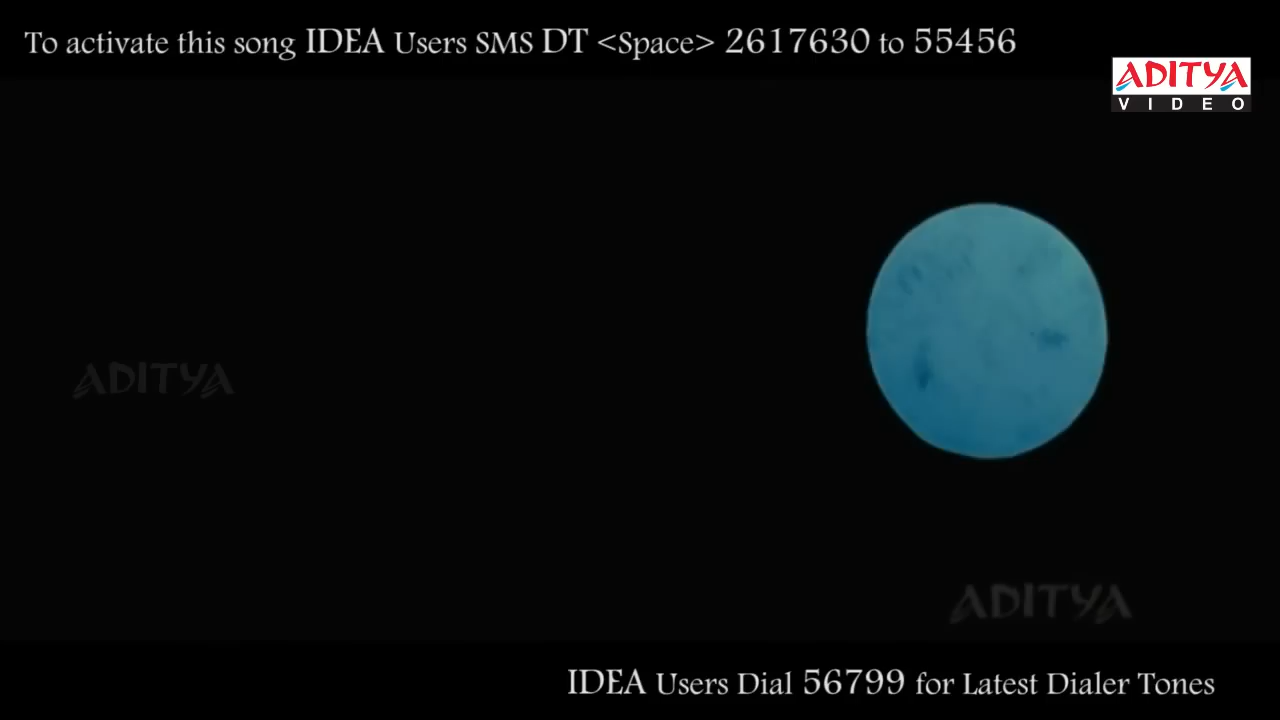 To activate this song IDEA Users SMS DT <Space> 2617630 to 55456
ADITYA
VIDEO
ADITYA
ADITYA
IDEA Users Dial 56799 for Latest Dialer Tones